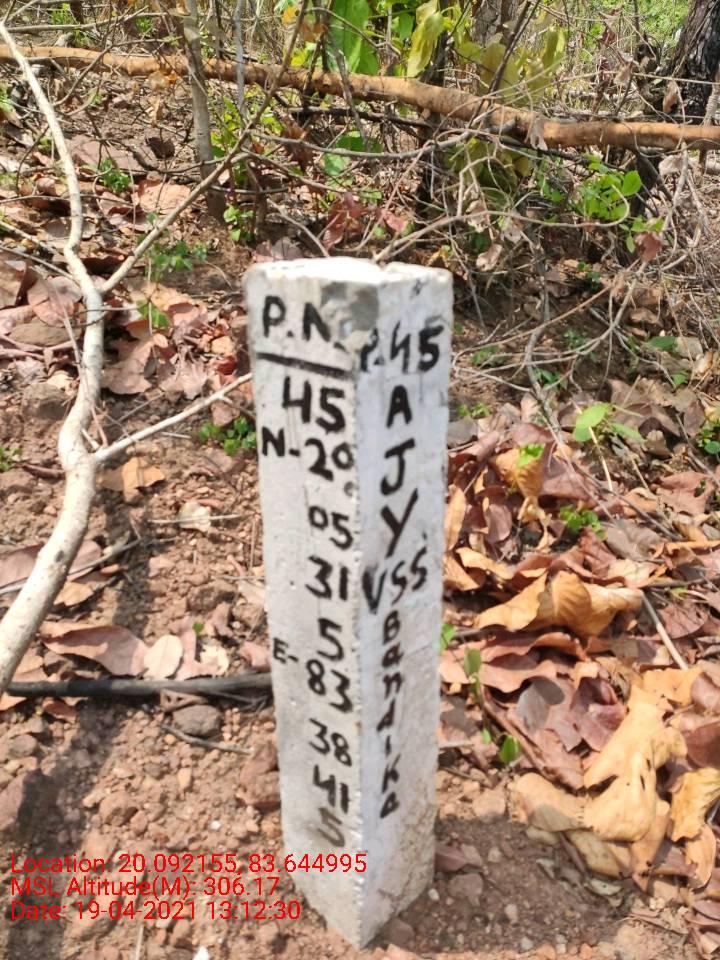 P.N.
45
N-20
05
31
5
E-83
38
41
5
P.45
A
J
Y
VSS
Bandika
Location: 20.092155, 83.644995
MSL Altitude(M): 306.17
Date: 19-04-2021 13:12:30